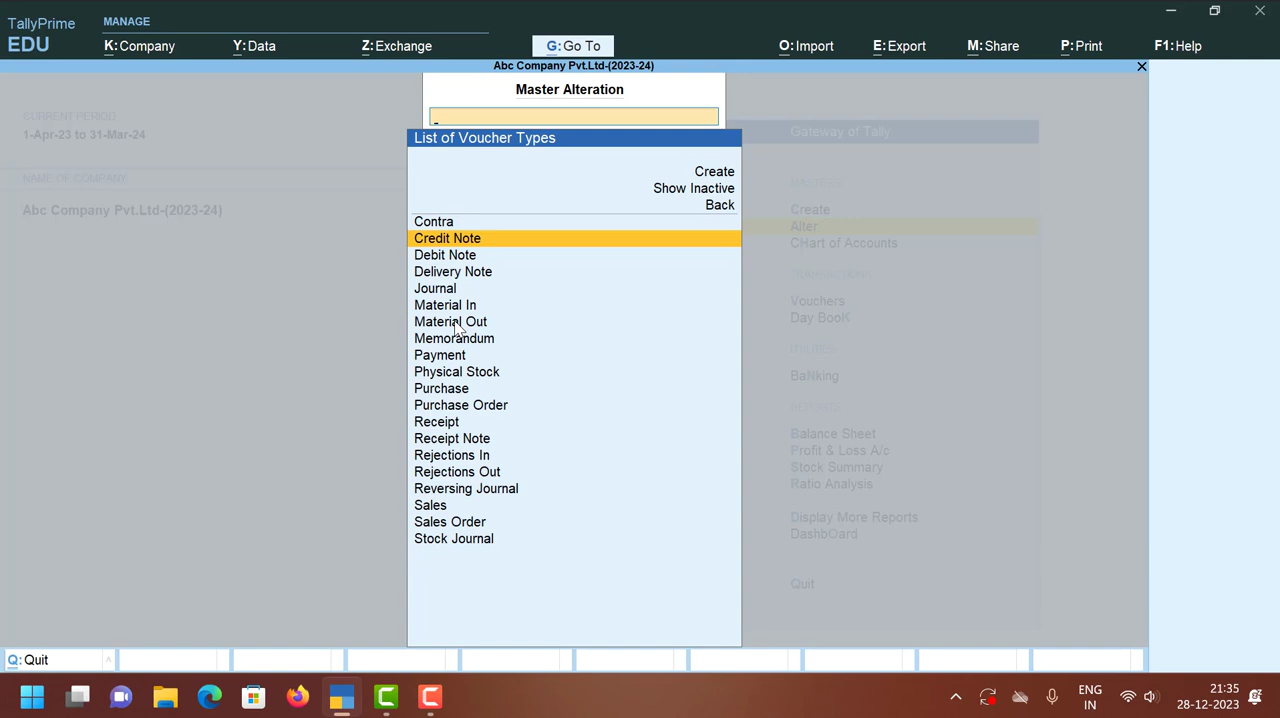 TallyPrime
EDU
MANAGE
K:Company
Y:Data
Z:Exchange
G:Go To
O:Import
E:Export
M:Share
P:Print
F1:Help
Abc Company Pvt.Ltd-(2023-24)
CURRENT PERIOD
1-Apr-23 to 31-Mar-24
NAME OF COMPANY
Abc Company Pvt.Ltd-(2023-24)
Master Alteration
List of Voucher Types
Create
Show Inactive
Back
Contra
Credit Note
Debit Note
Delivery Note
Journal
Material In
Material Out
Memorandum
Payment
Physical Stock
Purchase
Purchase Order
Receipt
Receipt Note
Rejections In
Rejections Out
Reversing Journal
Sales
Sales Order
Stock Journal
Gateway of Tally
MASTERS
Create
Alter
CHart of Accounts
TRANSACTIONS
Vouchers
Day BooK
UTILITIES
BaNking
REPORTS
Balance Sheet
Profit & Loss A/c
Stock Summary
Ratio Analysis
Display More Reports
DashbOard
Quit
Q:Quit
ENG
IN
21:35
28-12-2023